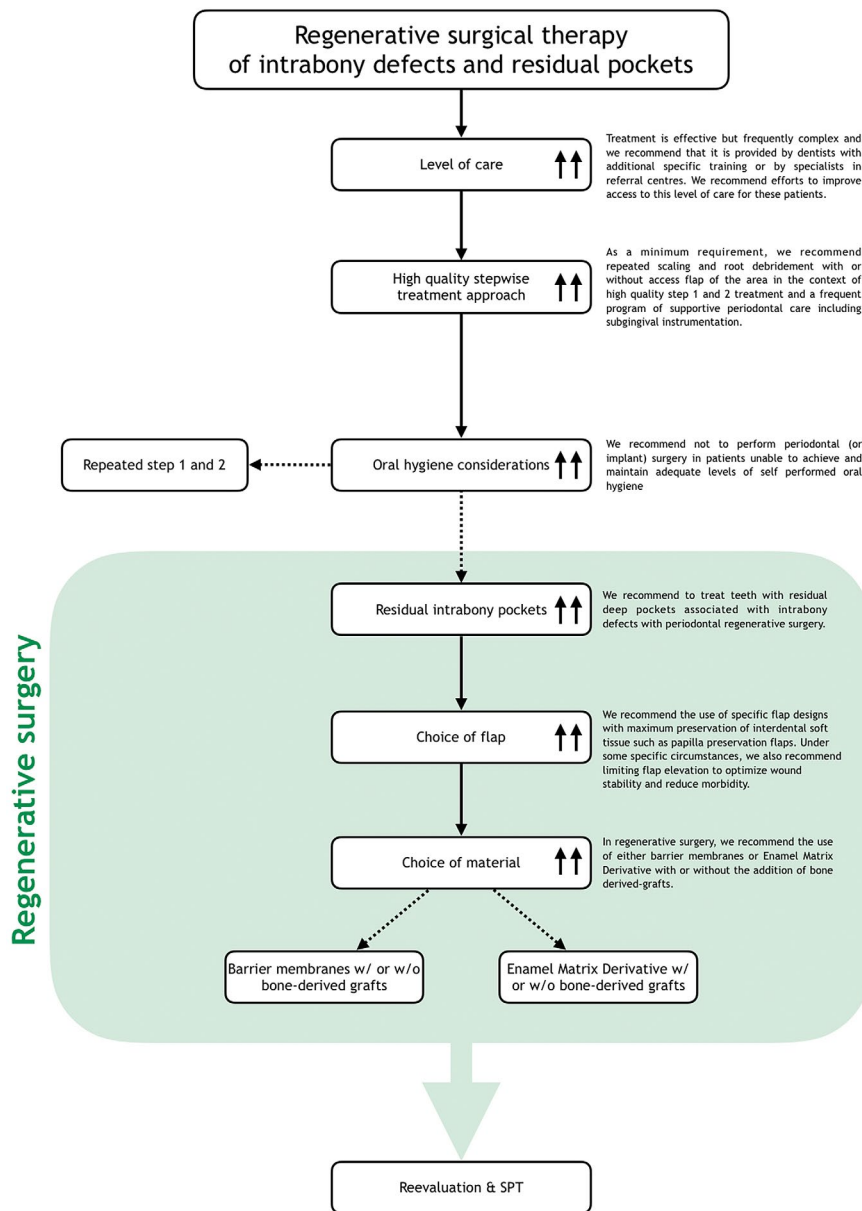 Regenerative surgical therapy
of intrabony defects and residual pockets
Level of care
Treatment is effective but frequently complex and
we recommend that it is provided by dentists with
additional specific training or by specialists in
referral centres. We recommend efforts to improve
access to this level of care for these patients.
High quality stepwise
treatment approach
As a minimum requirement, we recommend
repeated scaling and root debridement with or
without access flap of the area in the context of
high quality step 1 and 2 treatment and a frequent
program of supportive periodontal care including
subgingival instrumentation.
Repeated step 1 and 2
Oral hygiene considerations
We recommend not to perform periodontal (or
implant) surgery in patients unable to achieve and
maintain adequate levels of self performed oral
hygiene
Regenerative surgery
Residual intrabony pockets
We recommend to treat teeth with residual
deep pockets associated with intrabony
defects with periodontal regenerative surgery.
Choice of flap
We recommend the use of specific flap designs
with maximum preservation of interdental soft
tissue such as papilla preservation flaps. Under
some specific circumstances, we also recommend
limiting flap elevation to optimize wound
stability and reduce morbidity.
Choice of material
In regenerative surgery, we recommend the use
of either barrier membranes or Enamel Matrix
Derivative with or without the addition of bone
derived-grafts.
Barrier membranes w/ or w/o
bone-derived grafts
Enamel Matrix Derivative w/
or w/o bone-derived grafts
Reevaluation & SPT